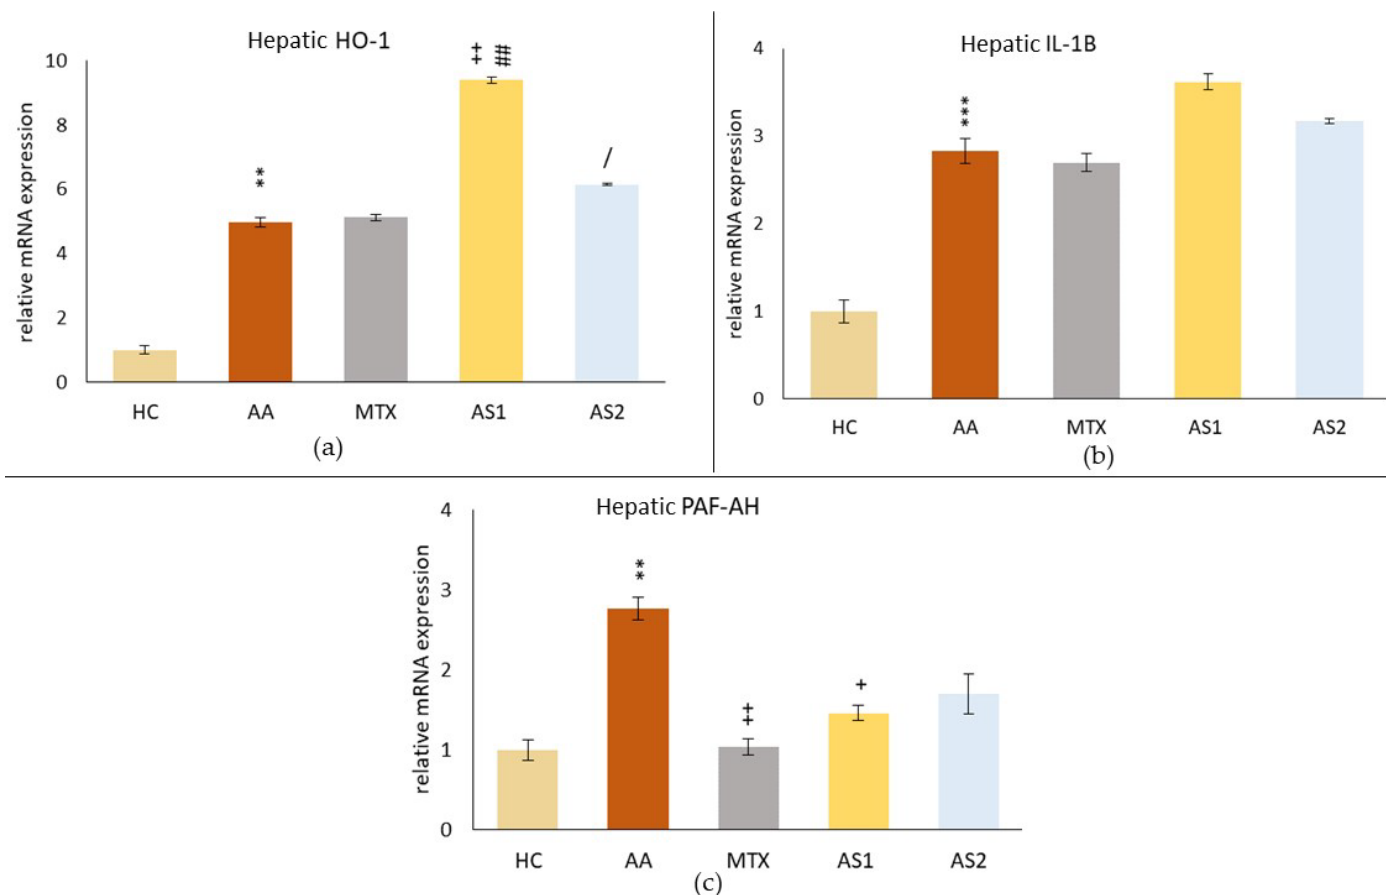 Hepatic HO-1
relative mRNA expression
10
8
6
4
2
0
**
‡ ##
/
HC AA MTX AS1 AS2
(a)
Hepatic IL-1B
relative mRNA expression
4
3
2
1
0
***
HC AA MTX AS1 AS2
(b)
Hepatic PAF-AH
relative mRNA expression
4
3
2
1
0
**
++
+
HC AA MTX AS1 AS2
(c)